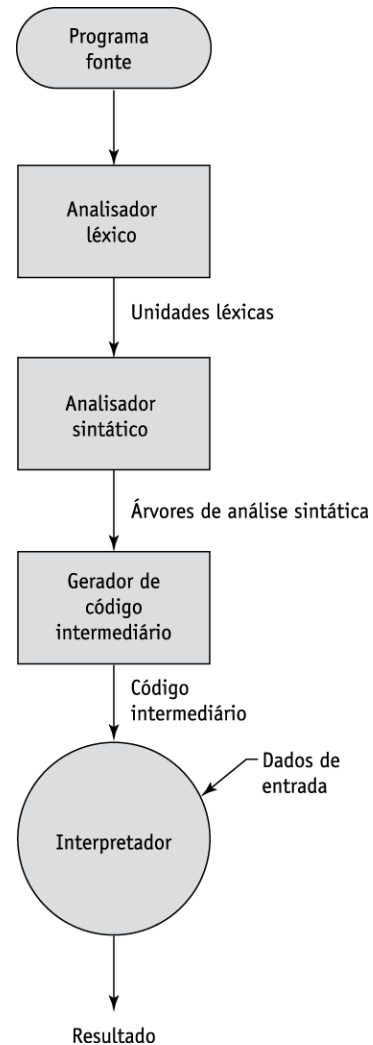 Programa
fonte
Analisador
léxico
Unidades léxicas
Analisador
sintático
Árvores de análise sintática
Gerador de
código
intermediário
Código
intermediário
Dados de
entrada
Interpretador
Resultado